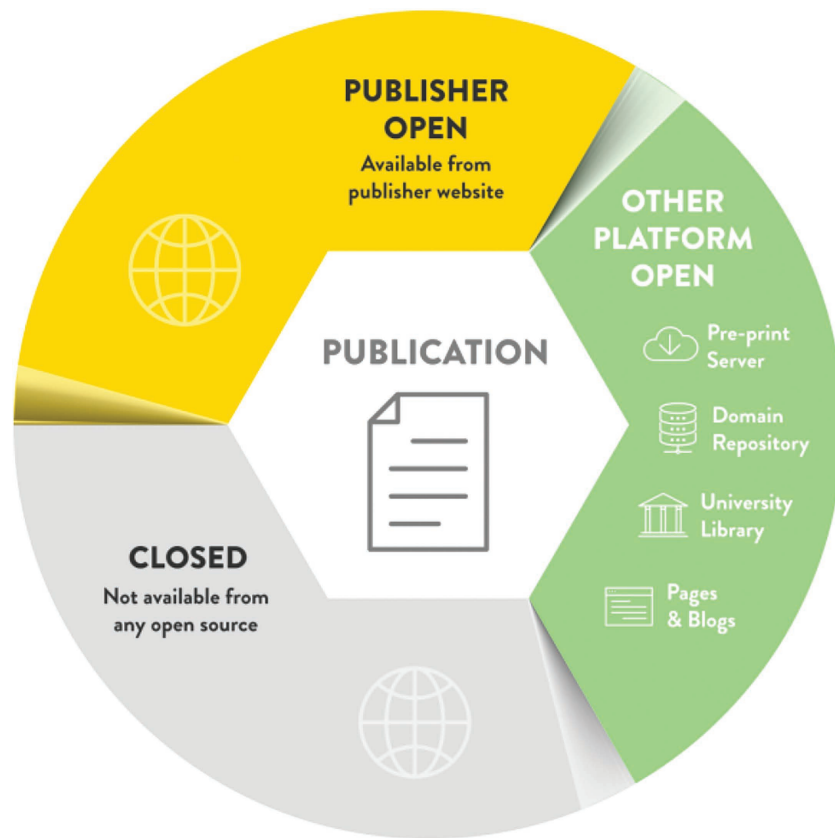 PUBLISHER
OPEN
Available from
publisher website
OTHER
PLATFORM
OPEN
Pre-print
Server
Domain
Repository
University
Library
Pages
& Blogs
PUBLICATION
CLOSED
Not available from
any open source